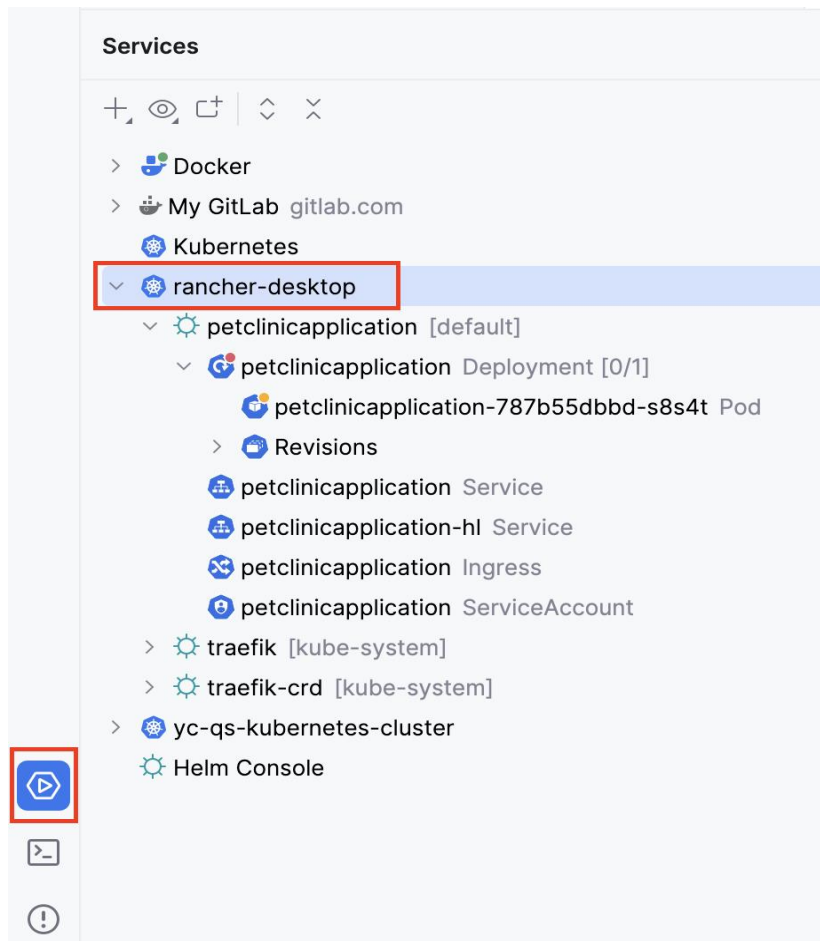 Services
Docker
My GitLab gitlab.com
Kubernetes
rancher-desktop
petclinicapplication [default]
petclinicapplication Deployment [0/1]
petclinicapplication-787b55dbbd-s8s4t Pod
Revisions
petclinicapplication Service
petclinicapplication-hl Service
petclinicapplication Ingress
petclinicapplication ServiceAccount
traefik [kube-system]
traefik-crd [kube-system]
yc-qs-kubernetes-cluster
Helm Console